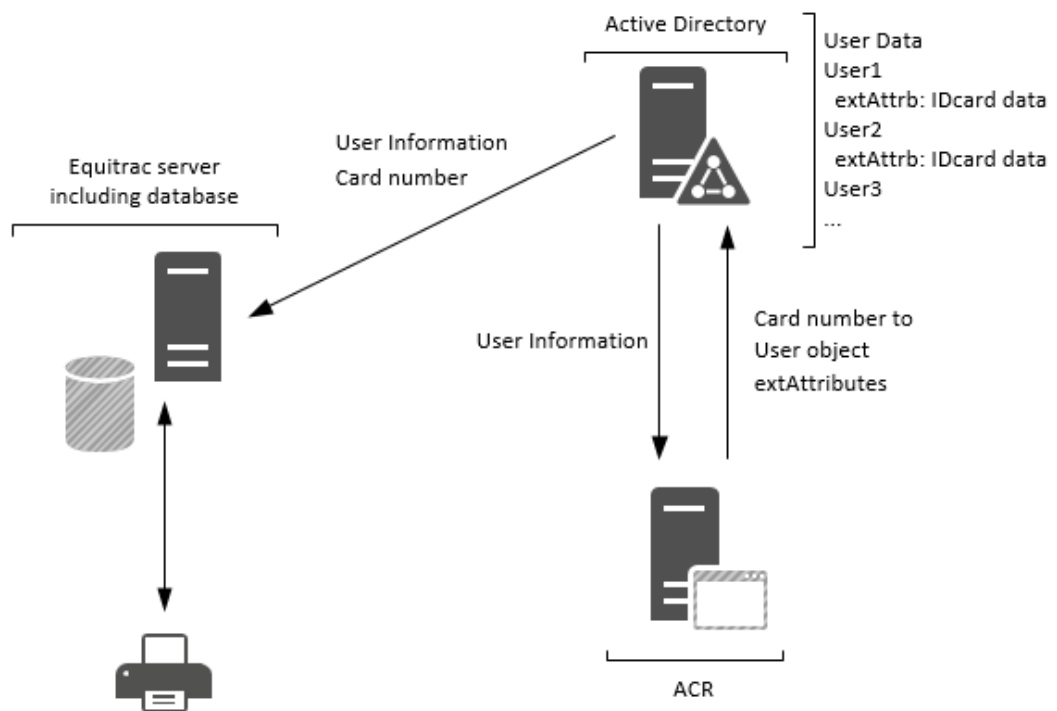 Active Directory
User Data
User1
extAttrb: IDcard data
User2
extAttrb: IDcard data
User3
...
User Information
Card number
Equitrac server
including database
User Information
Card number to
User object
extAttributes
ACR